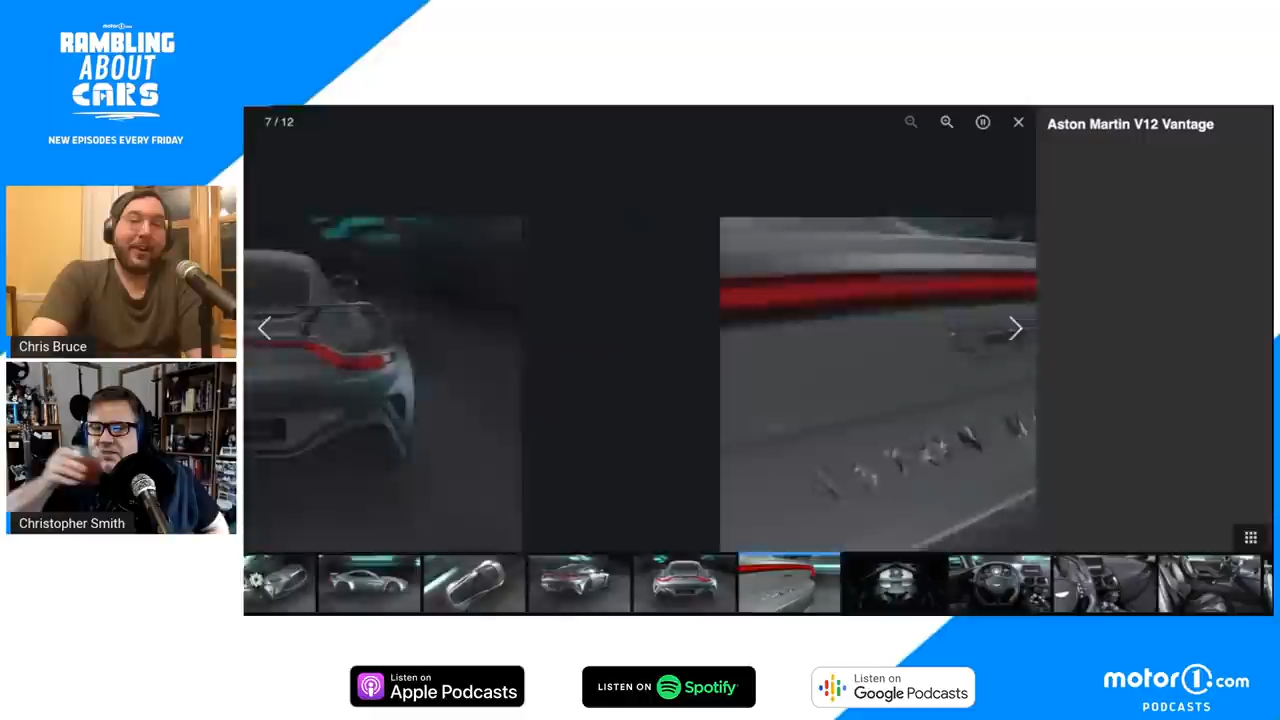 motor1.com
RAMBLING
ABOUT
CARS
NEW EPISODES EVERY FRIDAY
7 / 12
Aston Martin V12 Vantage
Chris Bruce
Christopher Smith
ASTON
Listen on
Apple Podcasts
LISTEN ON
Spotify
Listen on
Google Podcasts
motor1.com
PODCASTS